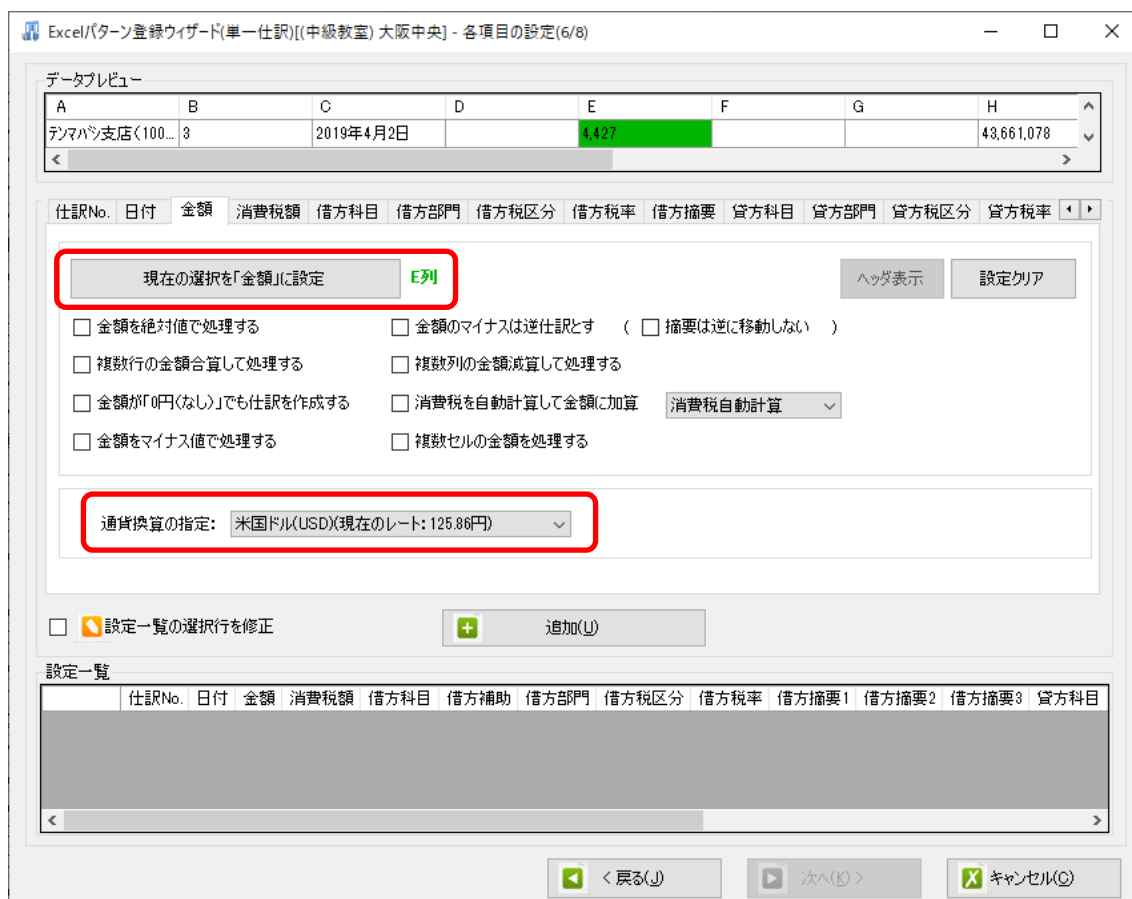 Excelパターン登録ウィザード(単一仕訳)[(中級教室) 大阪中央] - 各項目の設定(6/8)
データプレビュー
A B C D E F G H
テンマバシ支店(100... 3 2019年4月2日 4,427 43,661,078
仕訳No. 日付 金額 消費税額 借方科目 借方部門 借方税区分 借方税率 借方摘要 貸方科目 貸方部門 貸方税区分 貸方税率
現在の選択を「金額」に設定 E列 ヘッダ表示 設定クリア
金額を絶対値で処理する 金額のマイナスは逆仕訳とす ( 摘要は逆に移動しない )
複数行の金額合算して処理する 複数列の金額減算して処理する
金額が「0円(なし)」でも仕訳を作成する 消費税を自動計算して金額に加算 消費税自動計算
金額をマイナス値で処理する 複数セルの金額を処理する
通貨換算の指定: 米国ドル(USD)(現在のレート: 125.86円)
設定一覧の選択行を修正 追加(U)
設定一覧
仕訳No. 日付 金額 消費税額 借方科目 借方補助 借方部門 借方税区分 借方税率 借方摘要1 借方摘要2 借方摘要3 貸方科目
< 戻る(J) 次へ(K) > キャンセル(C)